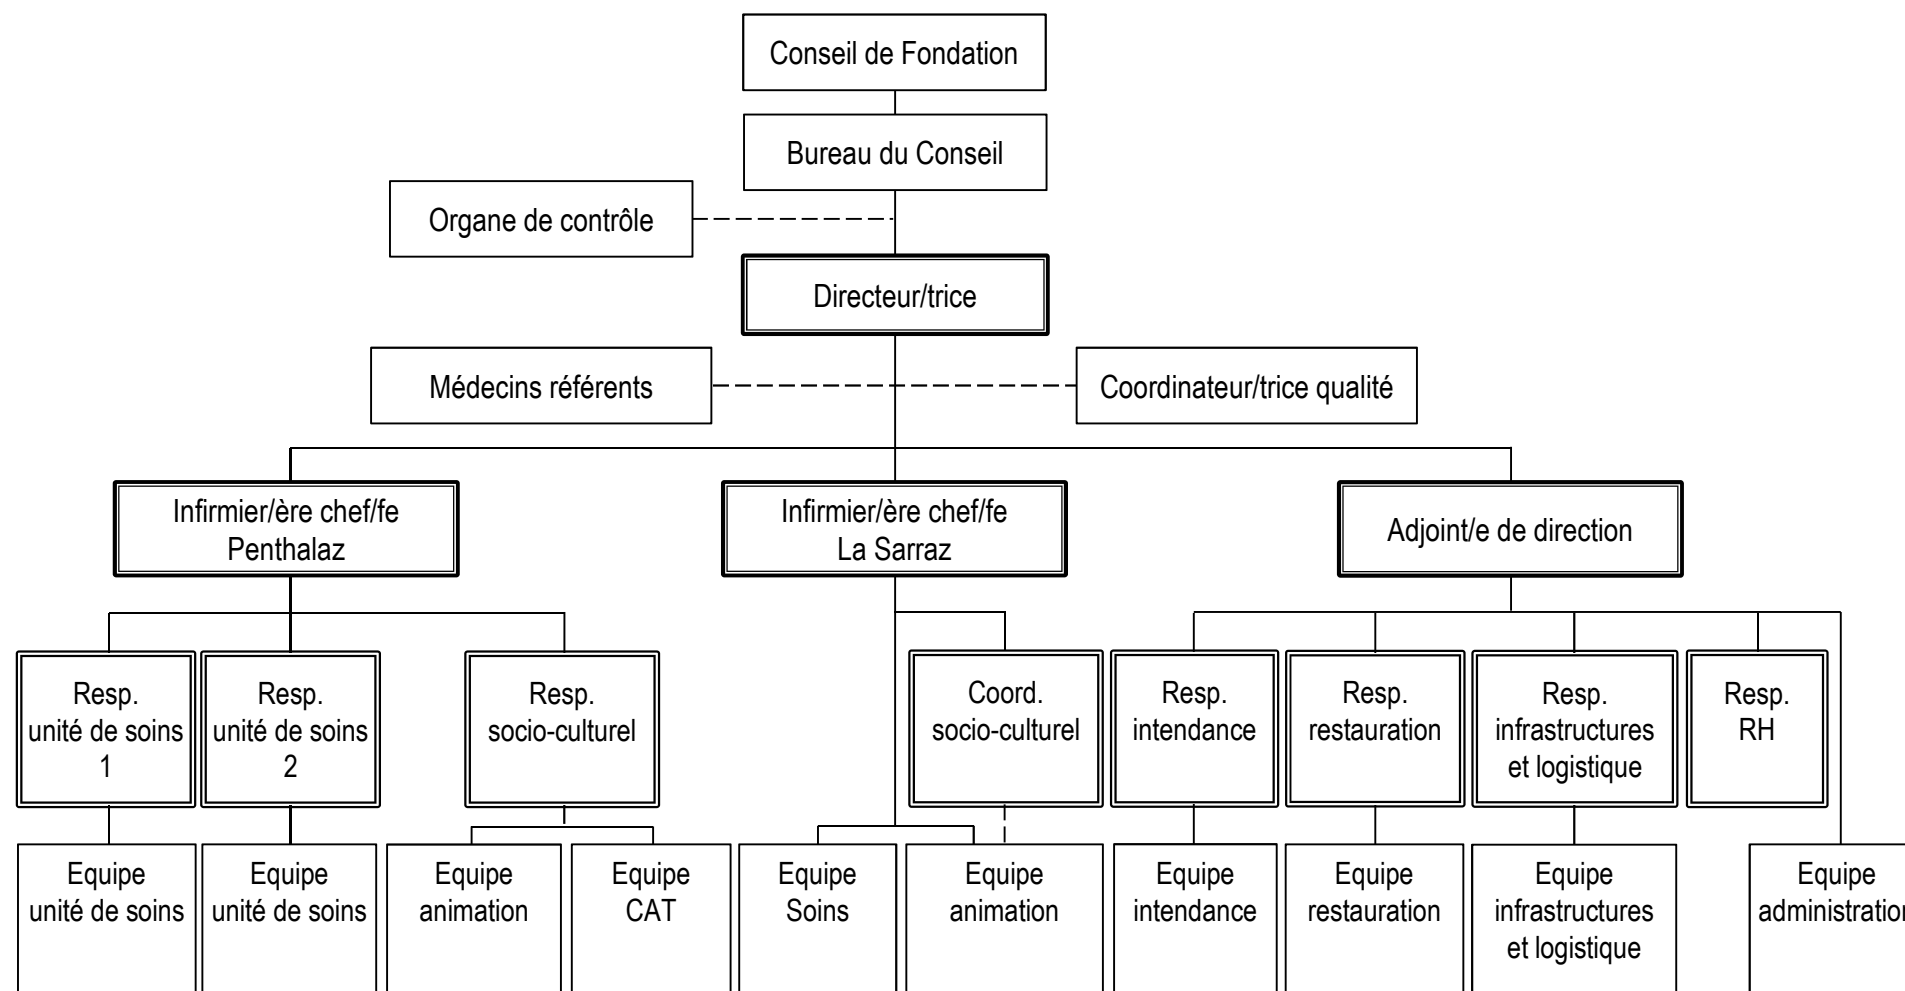 Conseil de Fondation
Bureau du Conseil
Organe de contrôle
Directeur/trice
Médecins référents
Coordinateur/trice qualité
Infirmier/ère chef/fe
Penthalaz
Infirmier/ère chef/fe
La Sarraz
Adjoint/e de direction
Resp.
unité de soins
1
Resp.
unité de soins
2
Resp.
socio-culturel
Coord.
socio-culturel
Resp.
intendance
Resp.
restauration
Resp.
infrastructures
et logistique
Resp.
RH
Equipe
unité de soins
Equipe
unité de soins
Equipe
animation
Equipe
CAT
Equipe
Soins
Equipe
animation
Equipe
intendance
Equipe
restauration
Equipe
infrastructures
et logistique
Equipe
administration